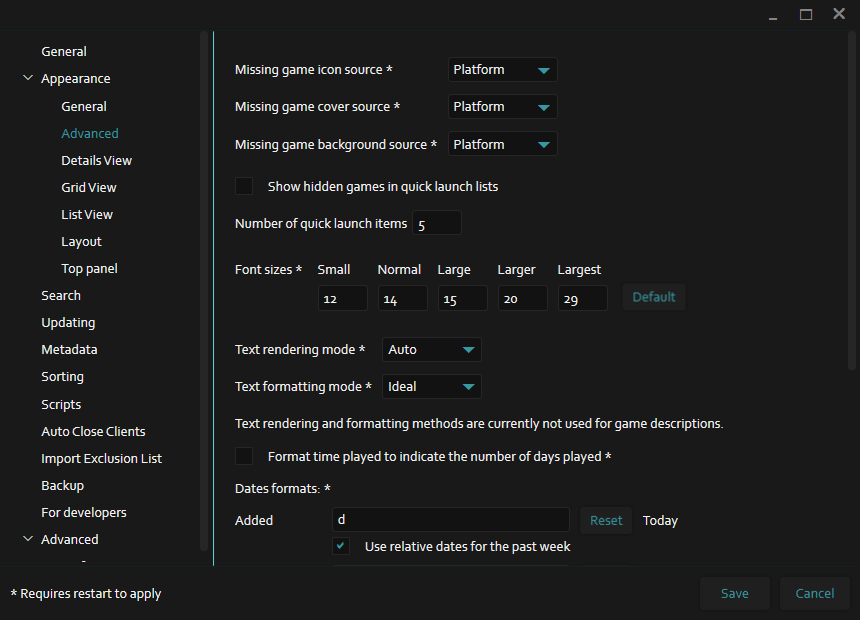 General
Appearance
General
Advanced
Details View
Grid View
List View
Layout
Top panel
Search
Updating
Metadata
Sorting
Scripts
Auto Close Clients
Import Exclusion List
Backup
For developers
Advanced
Missing game icon source * Platform
Missing game cover source * Platform
Missing game background source * Platform
Show hidden games in quick launch lists
Number of quick launch items 5
Font sizes * Small Normal Large Larger Largest
12 14 15 20 29 Default
Text rendering mode * Auto
Text formatting mode * Ideal
Text rendering and formatting methods are currently not used for game descriptions.
Format time played to indicate the number of days played *
Dates formats: *
Added d Reset Today
Use relative dates for the past week
* Requires restart to apply
Save Cancel